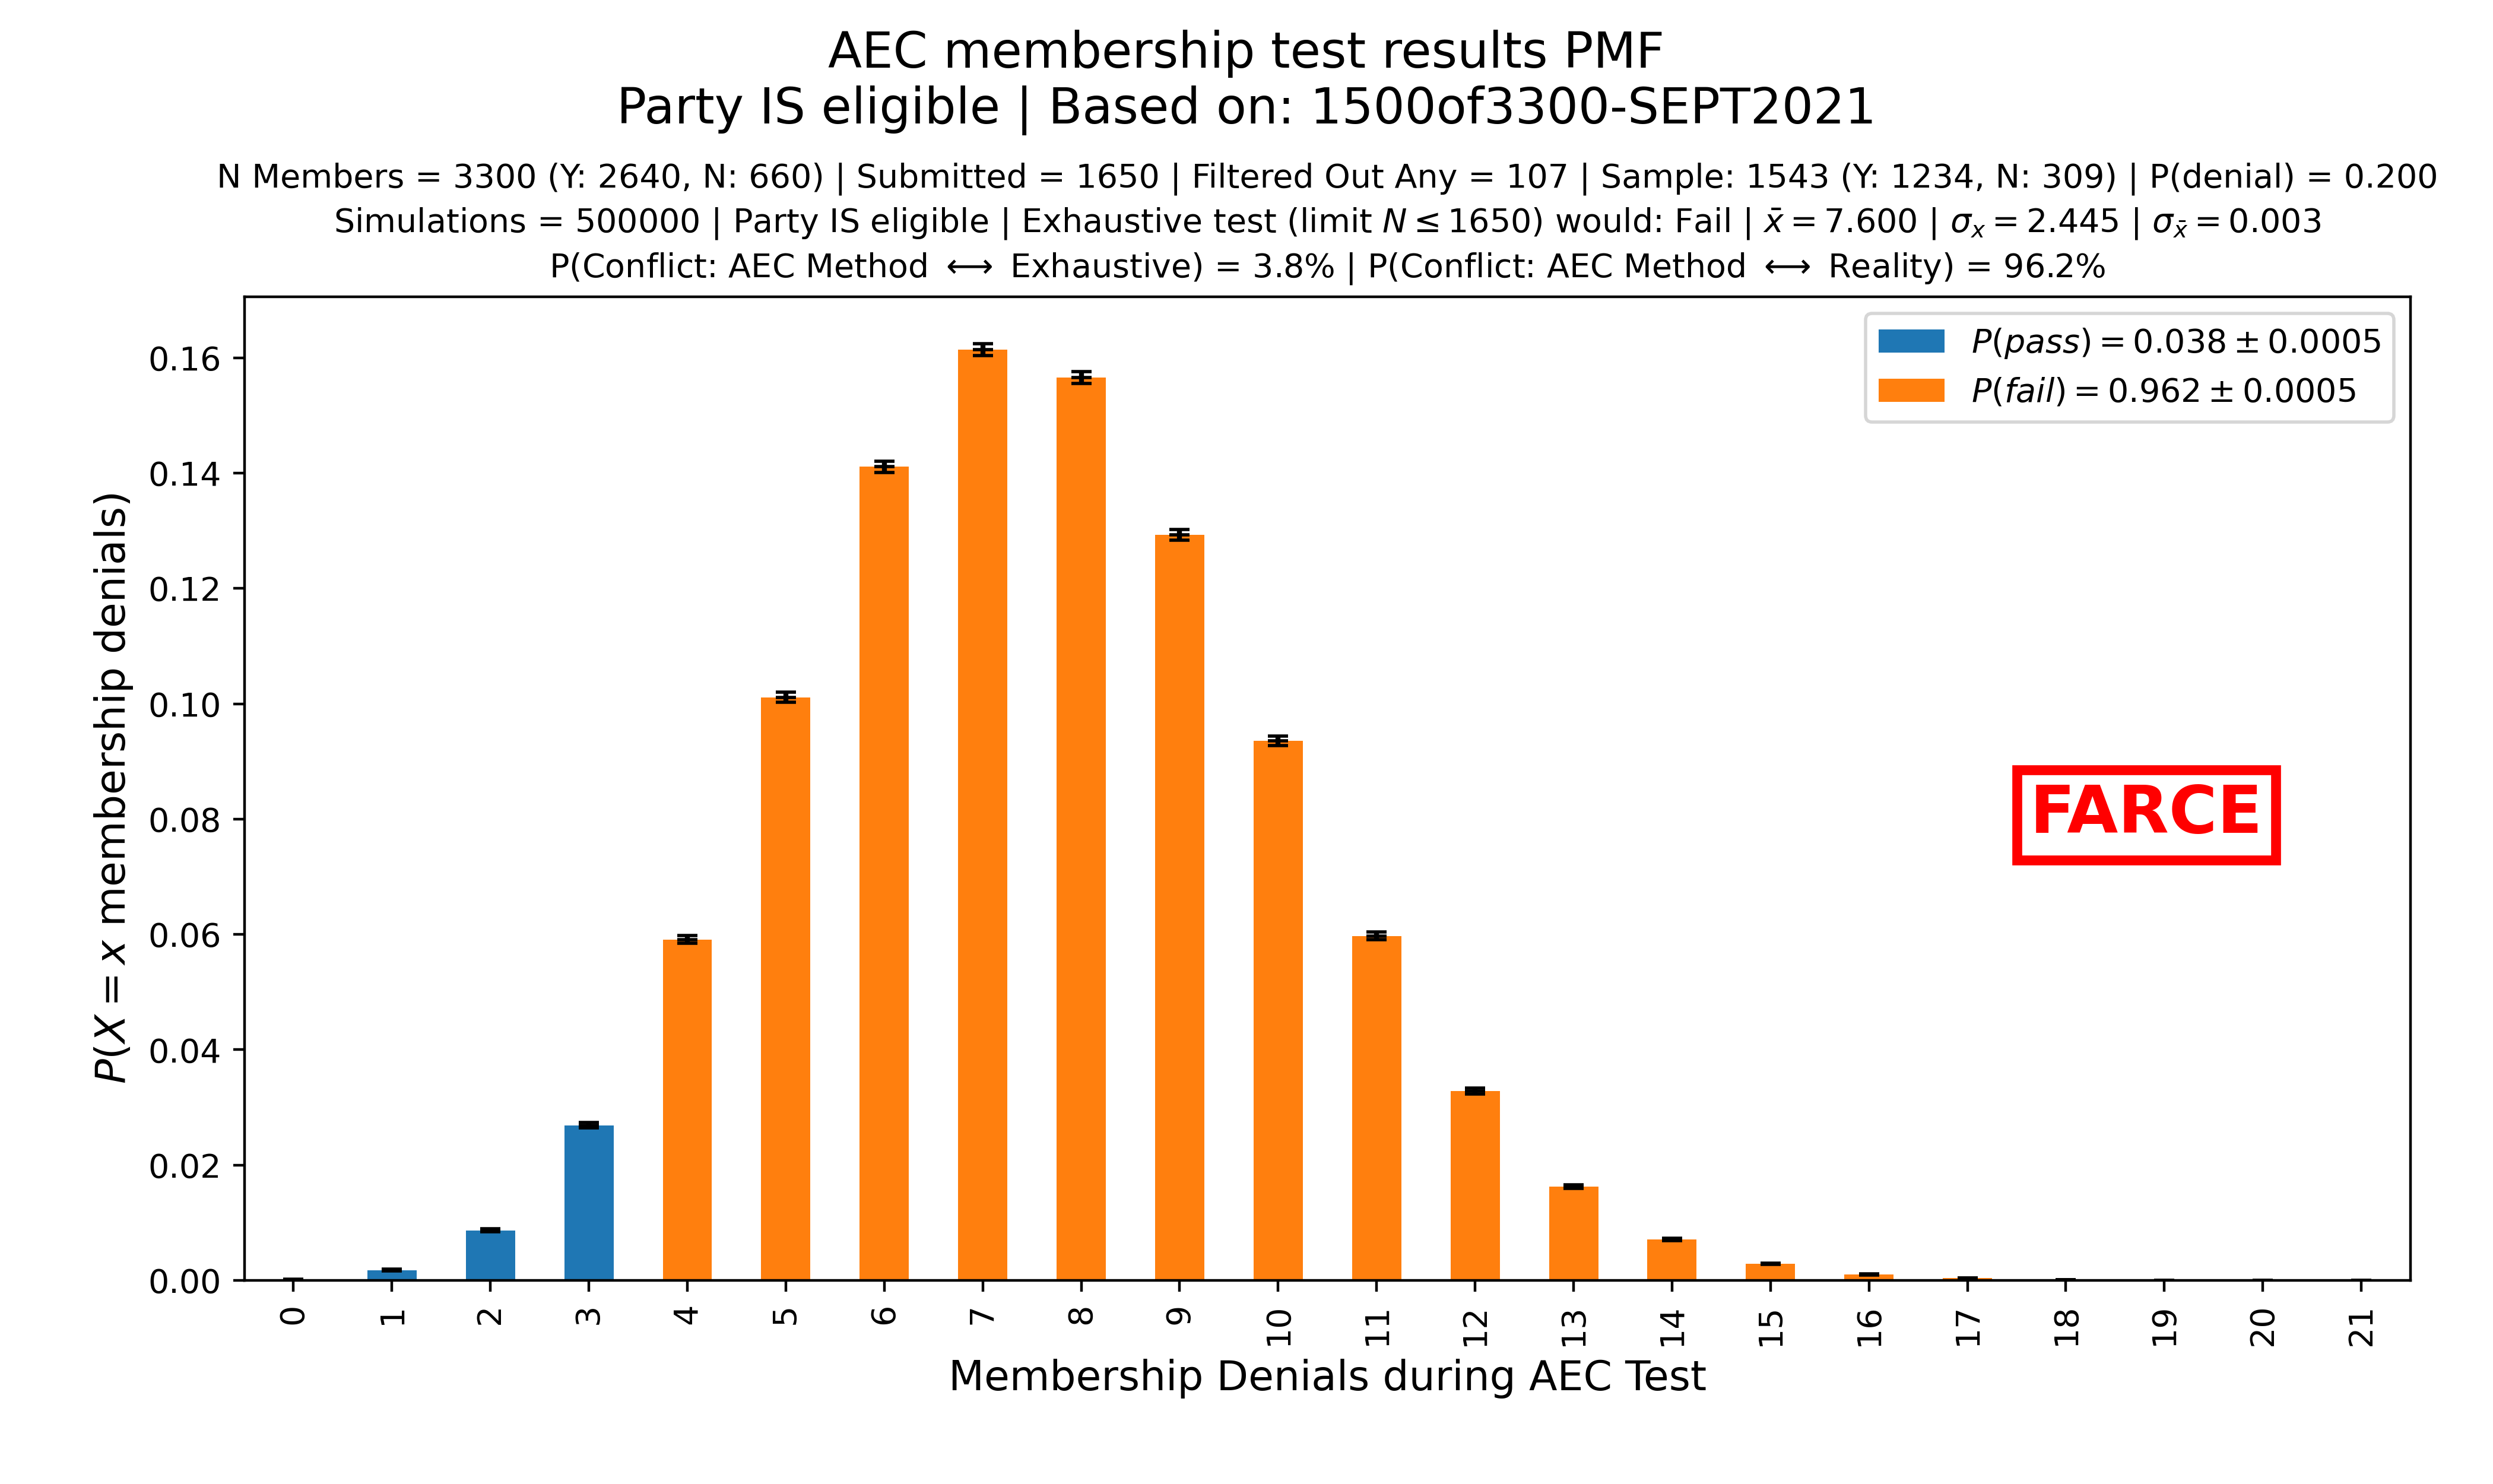 AEC membership test results PMF
Party IS eligible | Based on: 1500of3300-SEPT2021
N Members = 3300 (Y: 2640, N: 660) | Submitted = 1650 | Filtered Out Any = 107 | Sample: 1543 (Y: 1234, N: 309) | P(denial) = 0.200
Simulations = 500000 | Party IS eligible | Exhaustive test (limit N ≤ 1650) would: Fail | x̄ = 7.600 | σₓ = 2.445 | σ_x̄ = 0.003
P(Conflict: AEC Method ⟷ Exhaustive) = 3.8% | P(Conflict: AEC Method ⟷ Reality) = 96.2%
P(pass) = 0.038 ± 0.0005
P(fail) = 0.962 ± 0.0005
P(X = x membership denials)
0.16
0.14
0.12
0.10
0.08
0.06
0.04
0.02
0.00
FARCE
0 1 2 3 4 5 6 7 8 9 10 11 12 13 14 15 16 17 18 19 20 21
Membership Denials during AEC Test